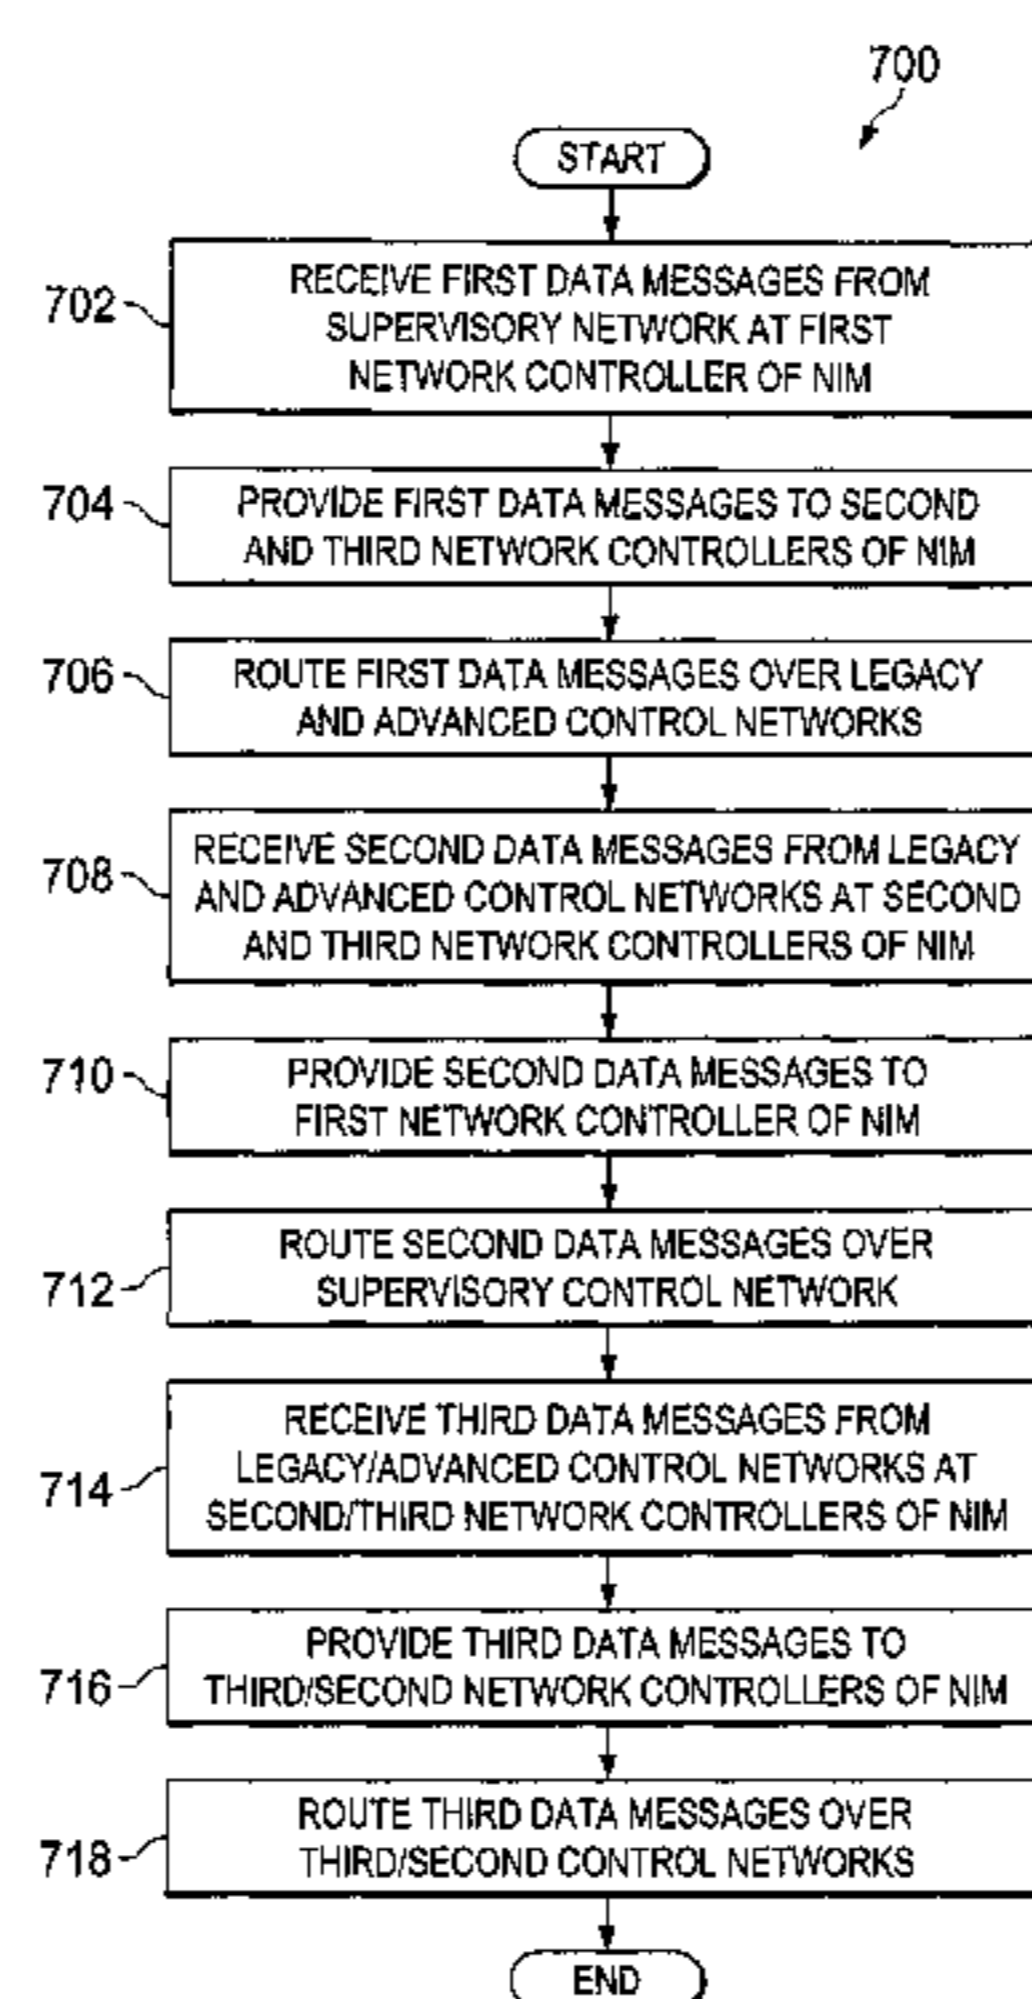 700
START
702
RECEIVE FIRST DATA MESSAGES FROM
SUPERVISORY NETWORK AT FIRST
NETWORK CONTROLLER OF NIM
704
PROVIDE FIRST DATA MESSAGES TO SECOND
AND THIRD NETWORK CONTROLLERS OF NIM
706
ROUTE FIRST DATA MESSAGES OVER LEGACY
AND ADVANCED CONTROL NETWORKS
708
RECEIVE SECOND DATA MESSAGES FROM LEGACY
AND ADVANCED CONTROL NETWORKS AT SECOND
AND THIRD NETWORK CONTROLLERS OF NIM
710
PROVIDE SECOND DATA MESSAGES TO
FIRST NETWORK CONTROLLER OF NIM
712
ROUTE SECOND DATA MESSAGES OVER
SUPERVISORY CONTROL NETWORK
714
RECEIVE THIRD DATA MESSAGES FROM
LEGACY/ADVANCED CONTROL NETWORKS AT
SECOND/THIRD NETWORK CONTROLLERS OF NIM
716
PROVIDE THIRD DATA MESSAGES TO
THIRD/SECOND NETWORK CONTROLLERS OF NIM
718
ROUTE THIRD DATA MESSAGES OVER
THIRD/SECOND CONTROL NETWORKS
END